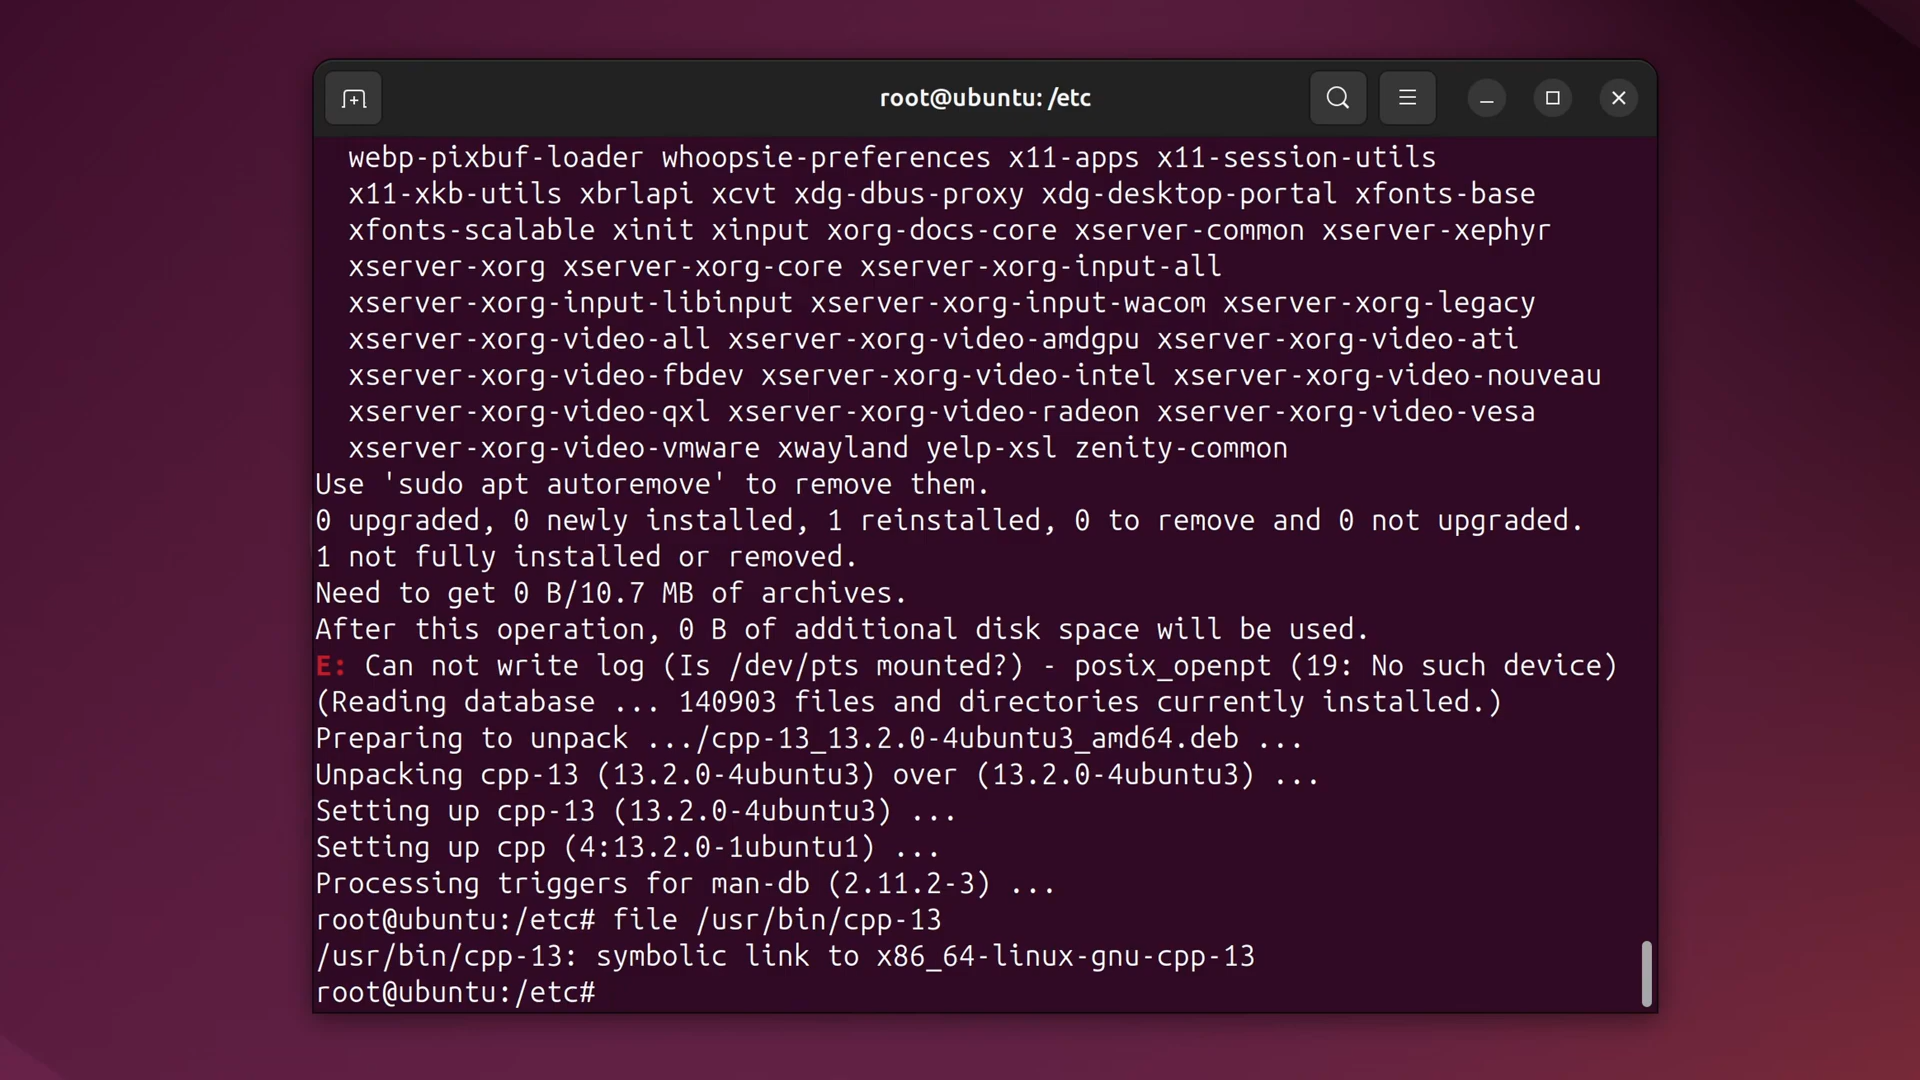 root@ubuntu: /etc
webp-pixbuf-loader whoopsie-preferences x11-apps x11-session-utils
x11-xkb-utils xbrlapi xcvt xdg-dbus-proxy xdg-desktop-portal xfonts-base
xfonts-scalable xinit xinput xorg-docs-core xserver-common xserver-xephyr
xserver-xorg xserver-xorg-core xserver-xorg-input-all
xserver-xorg-input-libinput xserver-xorg-input-wacom xserver-xorg-legacy
xserver-xorg-video-all xserver-xorg-video-amdgpu xserver-xorg-video-ati
xserver-xorg-video-fbdev xserver-xorg-video-intel xserver-xorg-video-nouveau
xserver-xorg-video-qxl xserver-xorg-video-radeon xserver-xorg-video-vesa
xserver-xorg-video-vmware xwayland yelp-xsl zenity-common
Use 'sudo apt autoremove' to remove them.
0 upgraded, 0 newly installed, 1 reinstalled, 0 to remove and 0 not upgraded.
1 not fully installed or removed.
Need to get 0 B/10.7 MB of archives.
After this operation, 0 B of additional disk space will be used.
E: Can not write log (Is /dev/pts mounted?) - posix_openpt (19: No such device)
(Reading database ... 140903 files and directories currently installed.)
Preparing to unpack .../cpp-13_13.2.0-4ubuntu3_amd64.deb ...
Unpacking cpp-13 (13.2.0-4ubuntu3) over (13.2.0-4ubuntu3) ...
Setting up cpp-13 (13.2.0-4ubuntu3) ...
Setting up cpp (4:13.2.0-1ubuntu1) ...
Processing triggers for man-db (2.11.2-3) ...
root@ubuntu:/etc# file /usr/bin/cpp-13
/usr/bin/cpp-13: symbolic link to x86_64-linux-gnu-cpp-13
root@ubuntu:/etc#